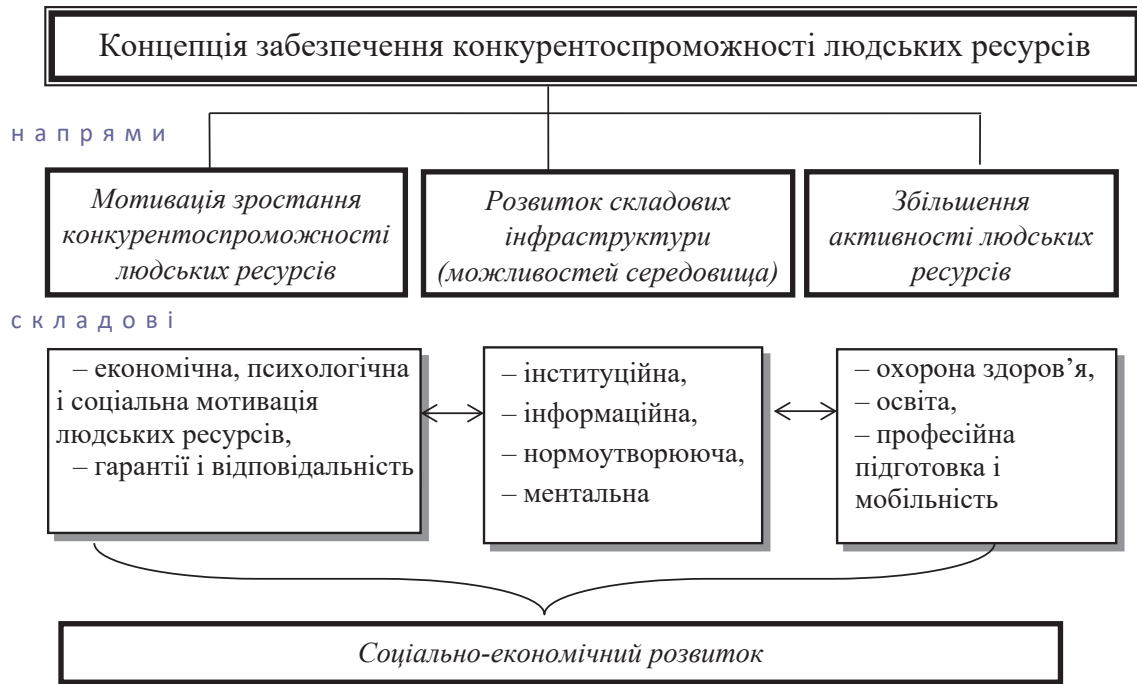 Концепція забезпечення конкурентоспроможності людських ресурсів
напрями
Мотивація зростання
конкурентоспроможності
людських ресурсів
Розвиток складових
інфраструктури
(можливостей середовища)
Збільшення
активності людських
ресурсів
складові
– економічна, психологічна
і соціальна мотивація
людських ресурсів,
– гарантії і відповідальність
– інституційна,
– інформаційна,
– нормоутворююча,
– ментальна
– охорона здоров’я,
– освіта,
– професійна
підготовка і
мобільність
Соціально-економічний розвиток